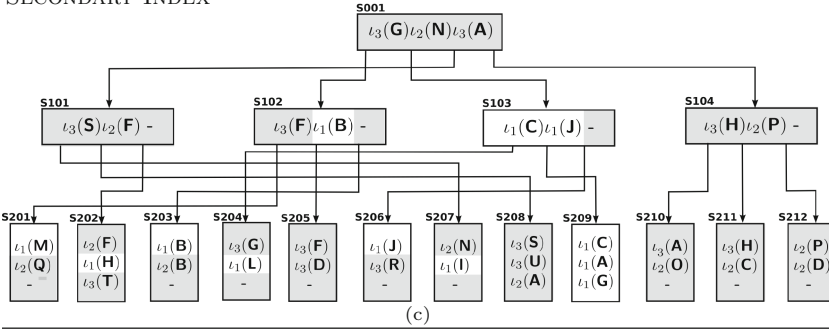 SECONDARY INDEX
S001
ι₃(G)ι₂(N)ι₃(A)
S101 S102 S103 S104
ι₃(S)ι₂(F) - ι₃(F)ι₁(B) - ι₁(C)ι₁(J) - ι₃(H)ι₂(P) -
S201 S202 S203 S204 S205 S206 S207 S208 S209 S210 S211 S212
ι₁(M) ι₂(F) ι₁(B) ι₃(G) ι₃(F) ι₁(J) ι₂(N) ι₃(S) ι₁(C) ι₃(A) ι₃(H) ι₂(P)
ι₂(Q) ι₁(H) ι₂(B) ι₁(L) ι₃(D) ι₃(R) ι₁(I) ι₃(U) ι₁(A) ι₂(O) ι₂(C) ι₂(D)
- ι₃(T) - - - - - ι₂(A) ι₁(G) - - -
(c)